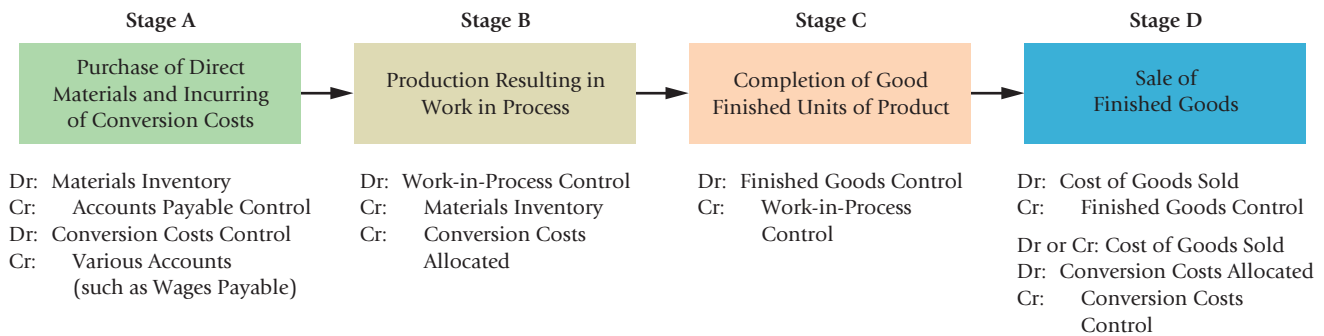 Stage A
Purchase of Direct
Materials and Incurring
of Conversion Costs
Dr: Materials Inventory
Cr: Accounts Payable Control
Dr: Conversion Costs Control
Cr: Various Accounts
(such as Wages Payable)
Stage B
Production Resulting in
Work in Process
Dr: Work-in-Process Control
Cr: Materials Inventory
Cr: Conversion Costs
Allocated
Stage C
Completion of Good
Finished Units of Product
Dr: Finished Goods Control
Cr: Work-in-Process
Control
Stage D
Sale of
Finished Goods
Dr: Cost of Goods Sold
Cr: Finished Goods Control
Dr or Cr: Cost of Goods Sold
Dr: Conversion Costs Allocated
Cr: Conversion Costs
Control